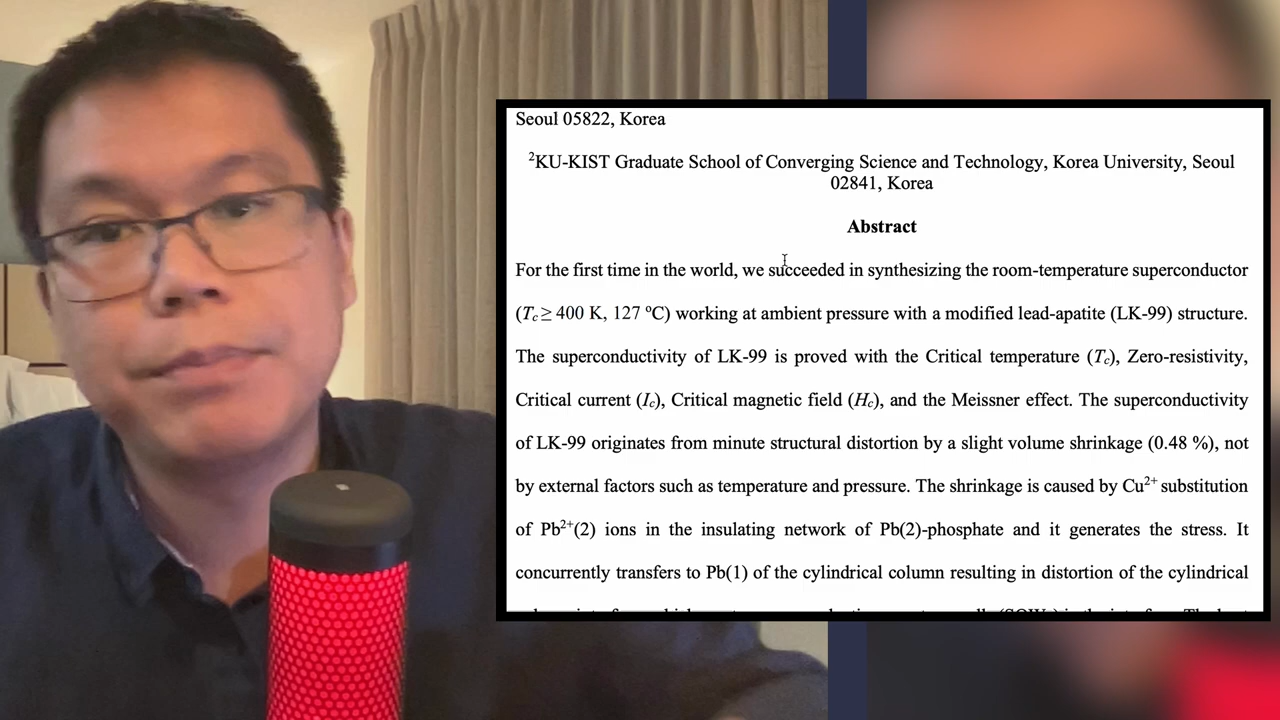 Seoul 05822, Korea
²KU-KIST Graduate School of Converging Science and Technology, Korea University, Seoul
02841, Korea
Abstract
For the first time in the world, we succeeded in synthesizing the room-temperature superconductor
(Tc ≥ 400 K, 127 ºC) working at ambient pressure with a modified lead-apatite (LK-99) structure.
The superconductivity of LK-99 is proved with the Critical temperature (Tc), Zero-resistivity,
Critical current (Ic), Critical magnetic field (Hc), and the Meissner effect. The superconductivity
of LK-99 originates from minute structural distortion by a slight volume shrinkage (0.48 %), not
by external factors such as temperature and pressure. The shrinkage is caused by Cu²⁺ substitution
of Pb²⁺(2) ions in the insulating network of Pb(2)-phosphate and it generates the stress. It
concurrently transfers to Pb(1) of the cylindrical column resulting in distortion of the cylindrical